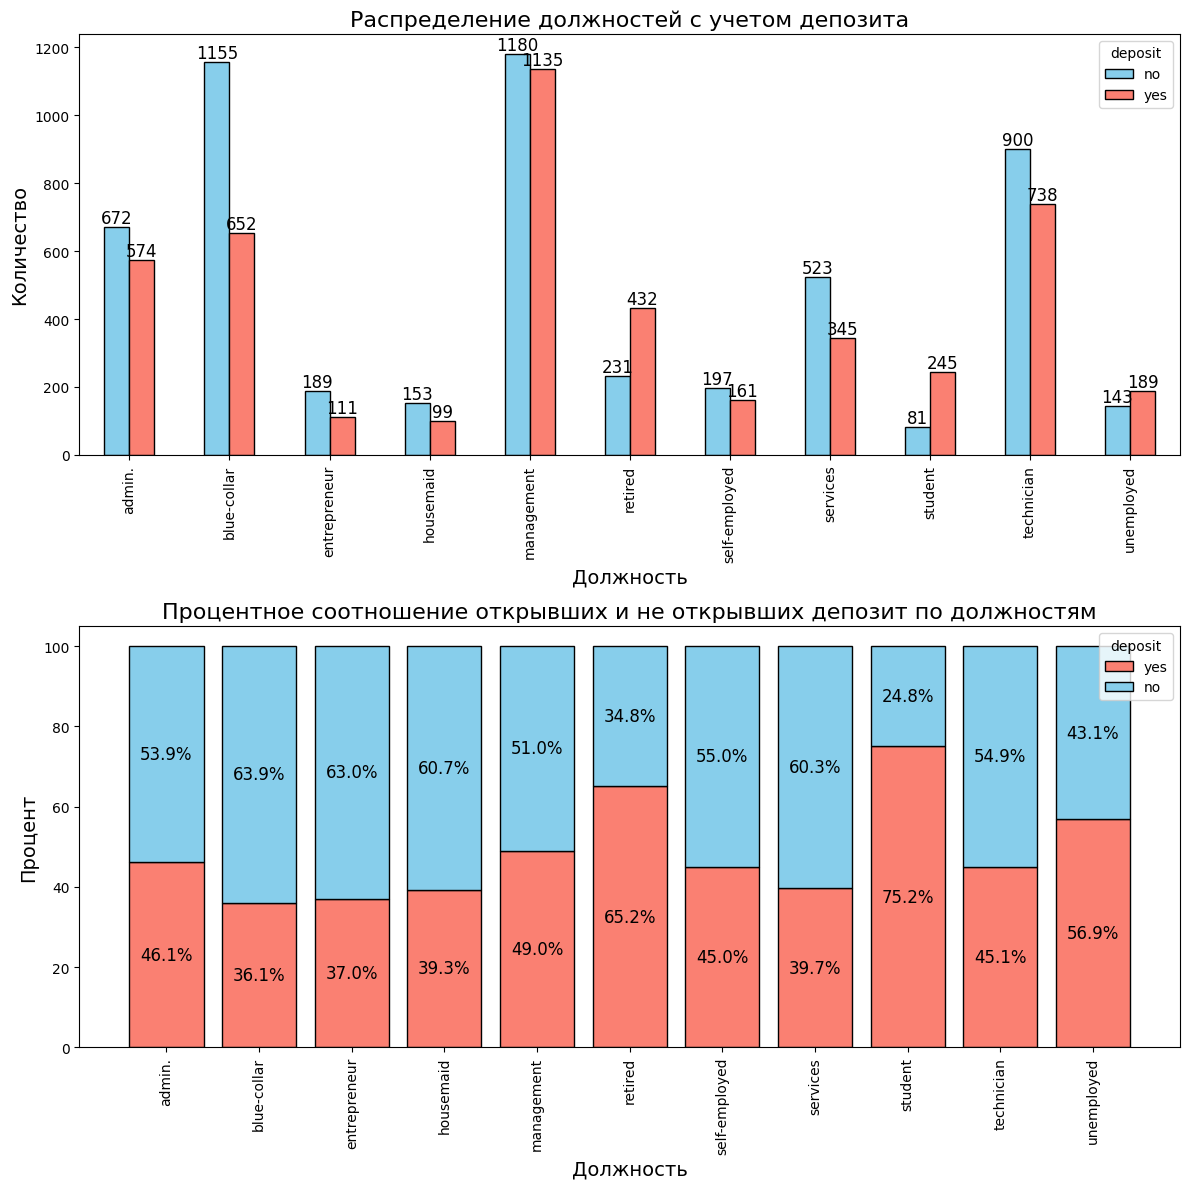 Распределение должностей с учетом депозита
Количество
1200
1000
800
600
400
200
0
672
574
1155
652
189
111
153
99
1180
1135
231
432
197
161
523
345
81
245
900
738
143
189
deposit
no
yes
admin.
blue-collar
entrepreneur
housemaid
management
retired
self-employed
services
student
technician
unemployed
Должность
Процентное соотношение открывших и не открывших депозит по должностям
Процент
100
80
60
40
20
0
53.9%
63.9%
63.0%
60.7%
51.0%
34.8%
55.0%
60.3%
24.8%
54.9%
43.1%
46.1%
36.1%
37.0%
39.3%
49.0%
65.2%
45.0%
39.7%
75.2%
45.1%
56.9%
deposit
yes
no
admin.
blue-collar
entrepreneur
housemaid
management
retired
self-employed
services
student
technician
unemployed
Должность